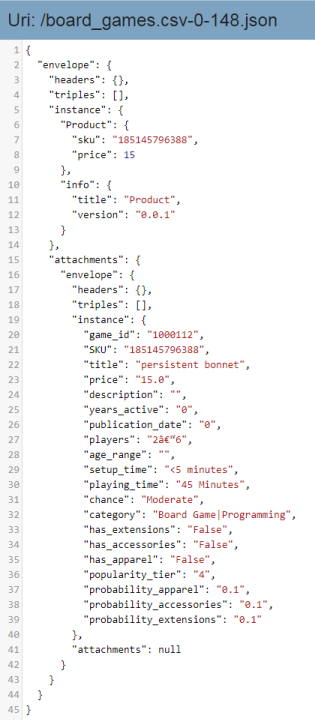 Uri: /board_games.csv-0-148.json
1 {
2 "envelope": {
3 "headers": {},
4 "triples": [],
5 "instance": {
6 "Product": {
7 "sku": "185145796388",
8 "price": 15
9 },
10 "info": {
11 "title": "Product",
12 "version": "0.0.1"
13 }
14 },
15 "attachments": {
16 "envelope": {
17 "headers": {},
18 "triples": [],
19 "instance": {
20 "game_id": "1000112",
21 "SKU": "185145796388",
22 "title": "persistent bonnet",
23 "price": "15.0",
24 "description": "",
25 "years_active": "0",
26 "publication_date": "0",
27 "players": "2â€“6",
28 "age_range": "",
29 "setup_time": "<5 minutes",
30 "playing_time": "45 Minutes",
31 "chance": "Moderate",
32 "category": "Board Game|Programming",
33 "has_extensions": "False",
34 "has_accessories": "False",
35 "has_apparel": "False",
36 "popularity_tier": "4",
37 "probability_apparel": "0.1",
38 "probability_accessories": "0.1",
39 "probability_extensions": "0.1"
40 },
41 "attachments": null
42 }
43 }
44 }
45 }